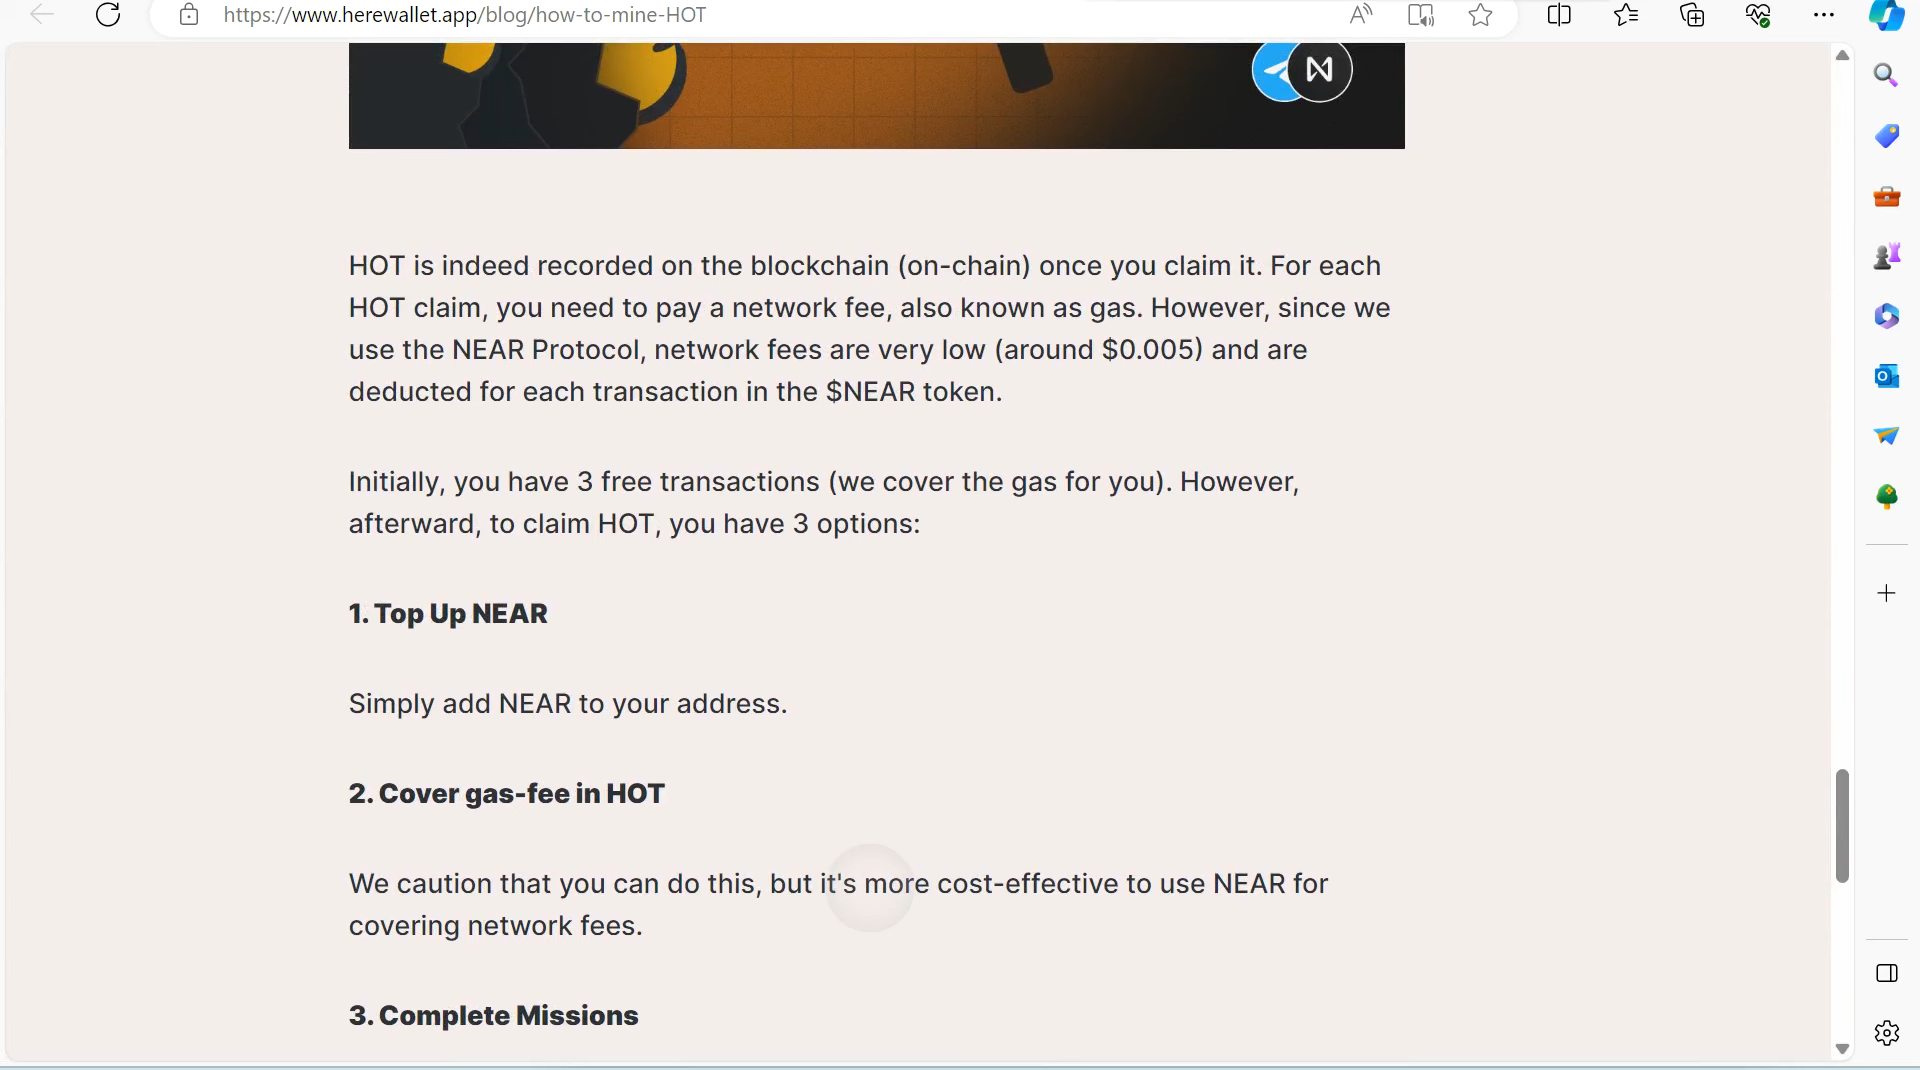 https://www.herewallet.app/blog/how-to-mine-HOT
HOT is indeed recorded on the blockchain (on-chain) once you claim it. For each
HOT claim, you need to pay a network fee, also known as gas. However, since we
use the NEAR Protocol, network fees are very low (around $0.005) and are
deducted for each transaction in the $NEAR token.
Initially, you have 3 free transactions (we cover the gas for you). However,
afterward, to claim HOT, you have 3 options:
1. Top Up NEAR
Simply add NEAR to your address.
2. Cover gas-fee in HOT
We caution that you can do this, but it's more cost-effective to use NEAR for
covering network fees.
3. Complete Missions